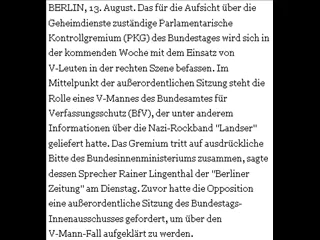 BERLIN, 13. August. Das für die Aufsicht über die
Geheimdienste zuständige Parlamentarische
Kontrollgremium (PKG) des Bundestages wird sich in
der kommenden Woche mit dem Einsatz von
V-Leuten in der rechten Szene befassen. Im
Mittelpunkt der außerordentlichen Sitzung steht die
Rolle eines V-Mannes des Bundesamtes für
Verfassungsschutz (BfV), der unter anderem
Informationen über die Nazi-Rockband "Landser"
geliefert hatte. Das Gremium tritt auf ausdrückliche
Bitte des Bundesinnenministeriums zusammen, sagte
dessen Sprecher Rainer Lingenthal der "Berliner
Zeitung" am Dienstag. Zuvor hatte die Opposition
eine außerordentliche Sitzung des Bundestags-
Innenausschusses gefordert, um über den
V-Mann-Fall aufgeklärt zu werden.